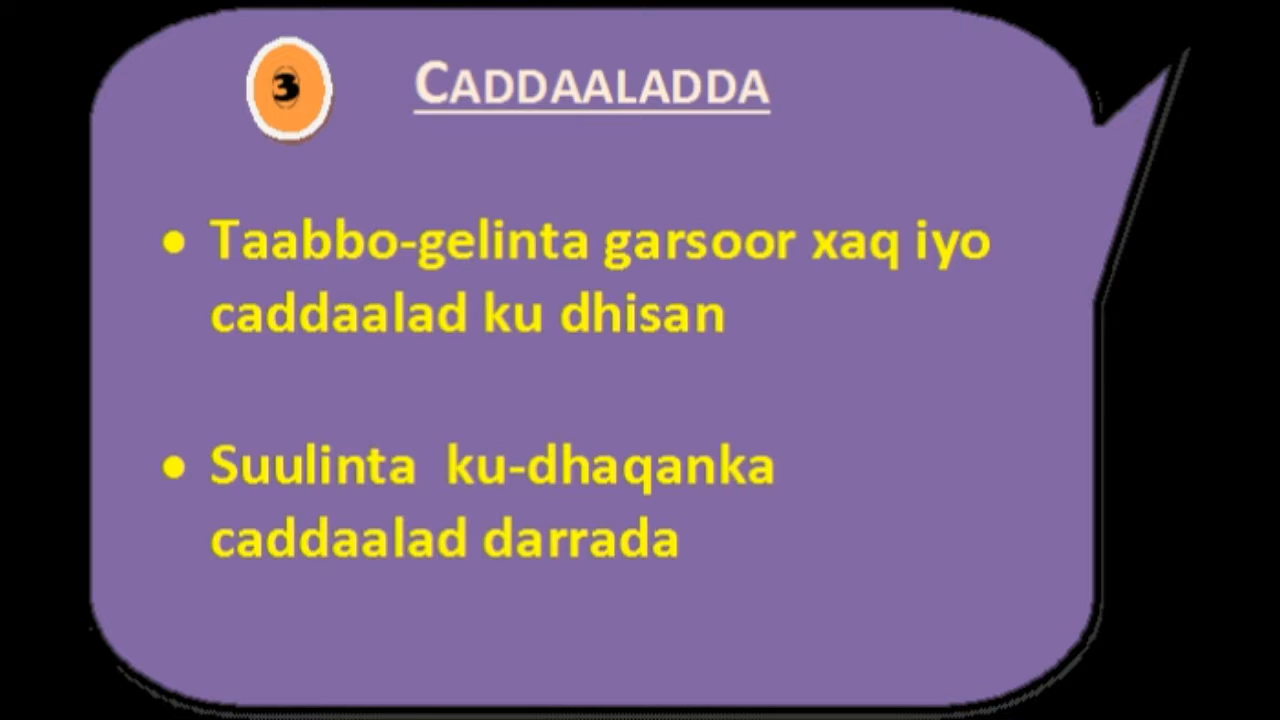 3 CADDAALADDA
• Taabbo-gelinta garsoor xaq iyo
caddaalad ku dhisan
• Suulinta ku-dhaqanka
caddaalad darrada